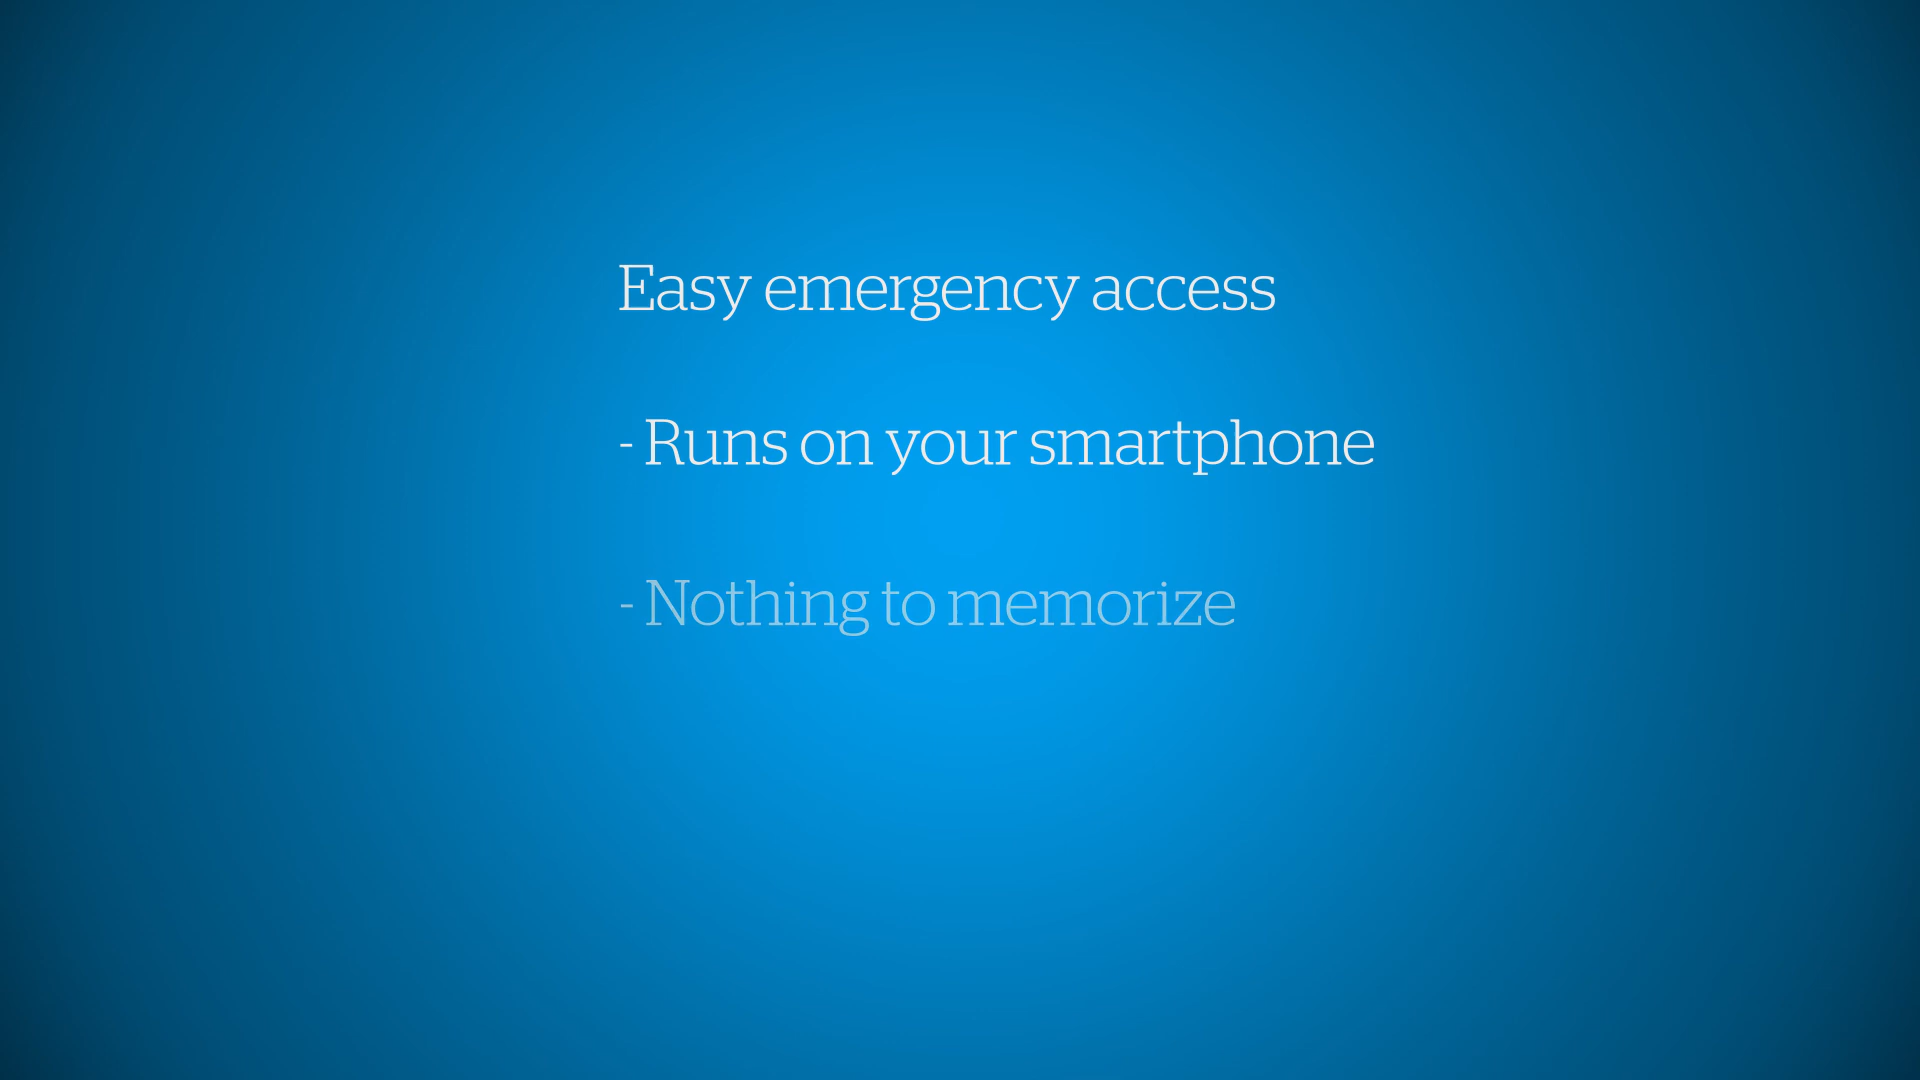 Easy emergency access
- Runs on your smartphone
- Nothing to memorize